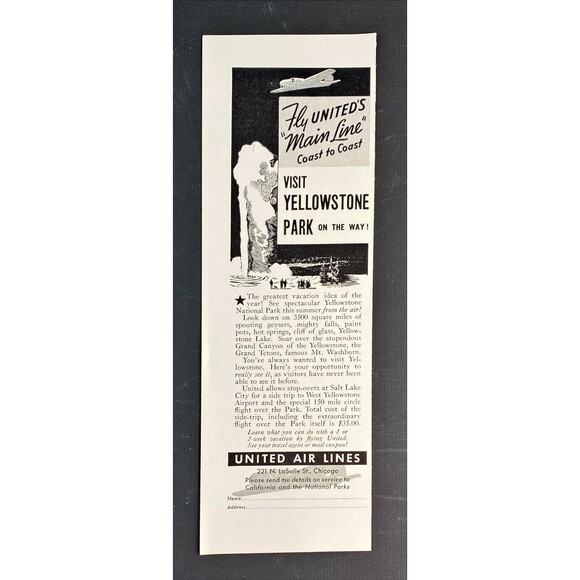 Fly UNITED'S
"Main Line"
Coast to Coast
VISIT
YELLOWSTONE
PARK ON THE WAY!
★ The greatest vacation idea of the
year! See spectacular Yellowstone
National Park this summer from the air!
Look down on 3500 square miles of
spouting geysers, mighty falls, paint
pots, hot springs, cliff of glass, Yellow-
stone Lake. Soar over the stupendous
Grand Canyon of the Yellowstone, the
Grand Tetons, famous Mt. Washburn.
You've always wanted to visit Yel-
lowstone. Here's your opportunity to
really see it, as visitors have never been
able to see it before.
United allows stop-overs at Salt Lake
City for a side trip to West Yellowstone
Airport and the special 150 mile circle
flight over the Park. Total cost of the
side-trip, including the extraordinary
flight over the Park itself is $35.00.
Learn what you can do with a 1 or
2-week vacation by flying United.
See your travel agent or mail coupon!
UNITED AIR LINES
221 N. LaSalle St., Chicago
Please send me details on service to
California and the National Parks
Name
Address